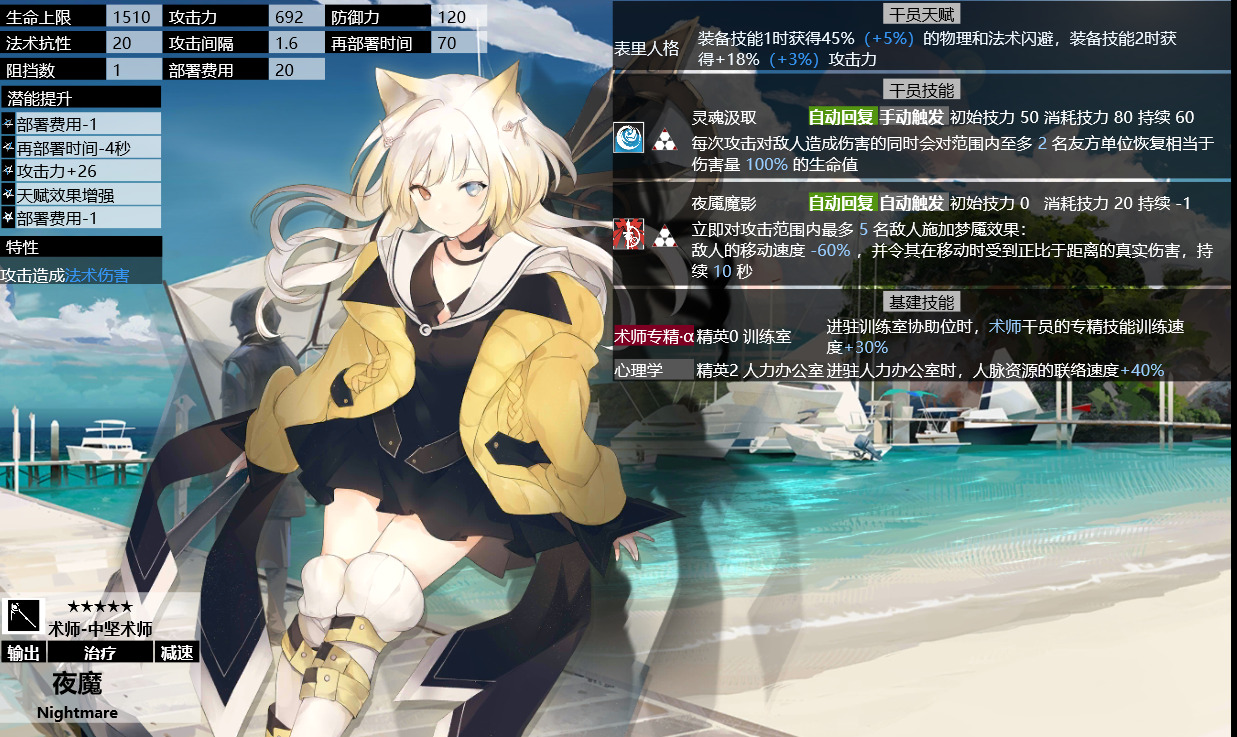 生命上限 1510 攻击力 692 防御力 120
法术抗性 20 攻击间隔 1.6 再部署时间 70
阻挡数 1 部署费用 20
潜能提升
部署费用-1
再部署时间-4秒
攻击力+26
天赋效果增强
部署费用-1
特性
攻击造成法术伤害
★★★★★
术师-中坚术师
输出 治疗 减速
夜魔
Nightmare
干员天赋
表里人格
装备技能1时获得45%（+5%）的物理和法术闪避，装备技能2时获
得+18%（+3%）攻击力
干员技能
灵魂汲取 自动回复 手动触发 初始技力 50 消耗技力 80 持续 60
每次攻击对敌人造成伤害的同时会对范围内至多 2 名友方单位恢复相当于
伤害量 100% 的生命值
夜魇魔影 自动回复 自动触发 初始技力 0 消耗技力 20 持续 -1
立即对攻击范围内最多 5 名敌人施加梦魇效果：
敌人的移动速度 -60% ，并令其在移动时受到正比于距离的真实伤害，持
续 10 秒
基建技能
术师专精·α 精英0 训练室 进驻训练室协助位时，术师干员的专精技能训练速
度+30%
心理学 精英2 人力办公室 进驻人力办公室时，人脉资源的联络速度+40%